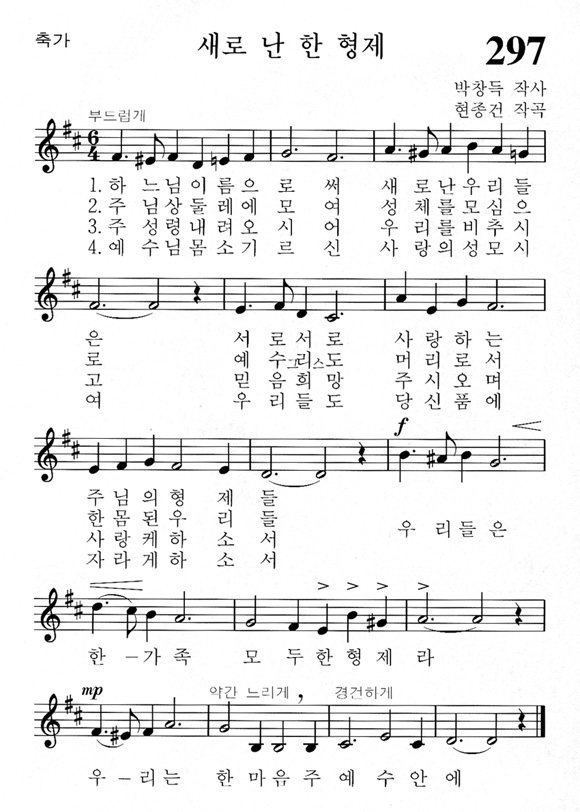 축가
새로 난 한 형제
297
박창득 작사
현종건 작곡
부드럽게
1. 하 느님이름으로 써 새로난우리들
2. 주 님상둘레에모 여 성체를모심으
3. 주 성령내려오시 어 우리를비추시
4. 예 수님몸소기르 신 사랑의성모시
은 서로서로 사랑하는
로 예수그리스도 머리로서
고 믿음희망 주시오며
여 우리들도 당신품에
f
주님의형 제 들
한몸된우 리 들 우 리들은
사랑케하 소 서
자라게하 소 서
한 –가 족 모 두한형제 라
mp 약간 느리게 , 경건하게
우 –리는 한 마음주 예 수 안 에